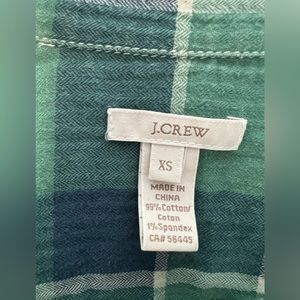 J.CREW
XS
MADE IN
CHINA
99% Cotton/
Coton
1% Spandex
CA# 56445